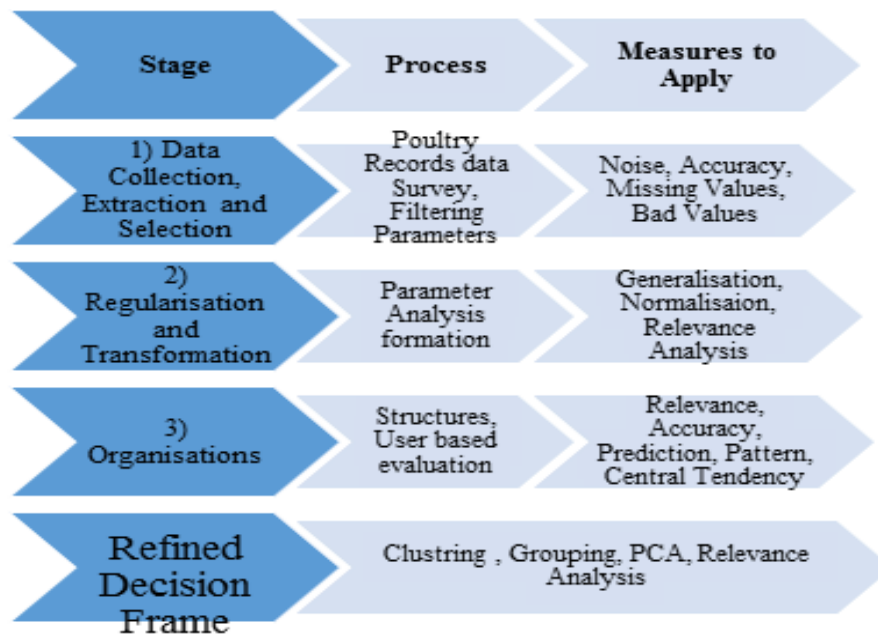 Stage
Process
Measures to
Apply
1) Data
Collection,
Extraction and
Selection
Poultry
Records data
Survey,
Filtering
Parameters
Noise, Accuracy,
Missing Values,
Bad Values
2)
Regularisation
and
Transformation
Parameter
Analysis
formation
Generalisation,
Normalisaion,
Relevance
Analysis
3)
Organisations
Structures,
User based
evaluation
Relevance,
Accuracy,
Prediction, Pattern,
Central Tendency
Refined
Decision
Frame
Clustring , Grouping, PCA, Relevance
Analysis